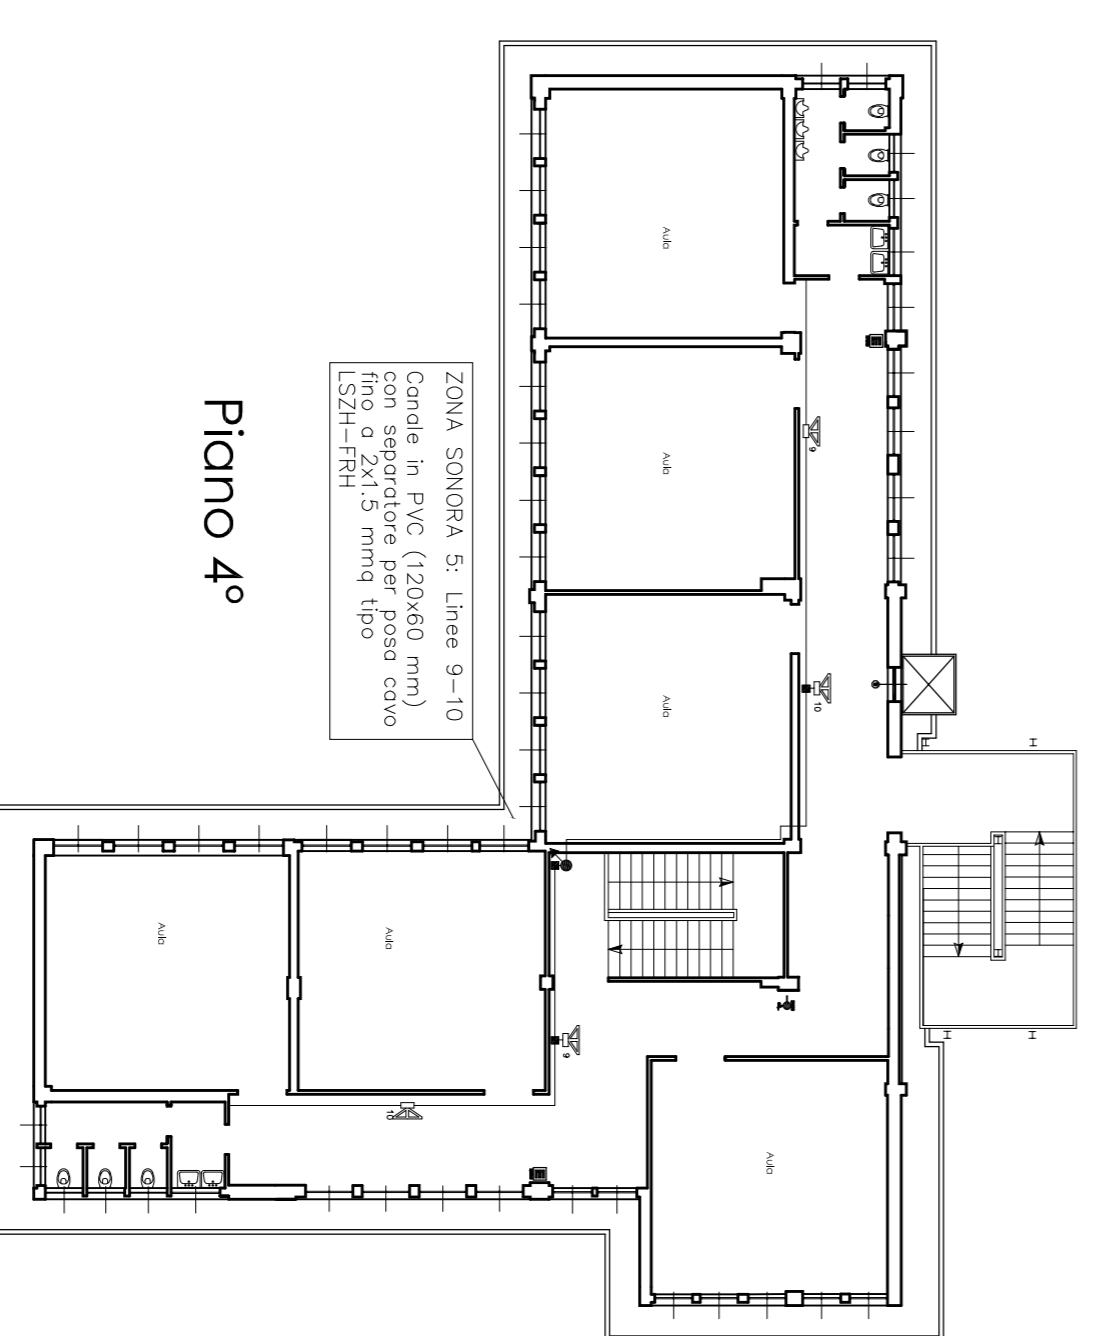 Piano 4°
ZONA SONORA 5: Linee 9-10
Canale in PVC (120x60 mm)
con separatore per posa cavo
fino a 2x1.5 mmq tipo
LSZH-FRH
Aula
Aula
Aula
Aula
Aula
Aula
9
10
9
10
H
H
H
H